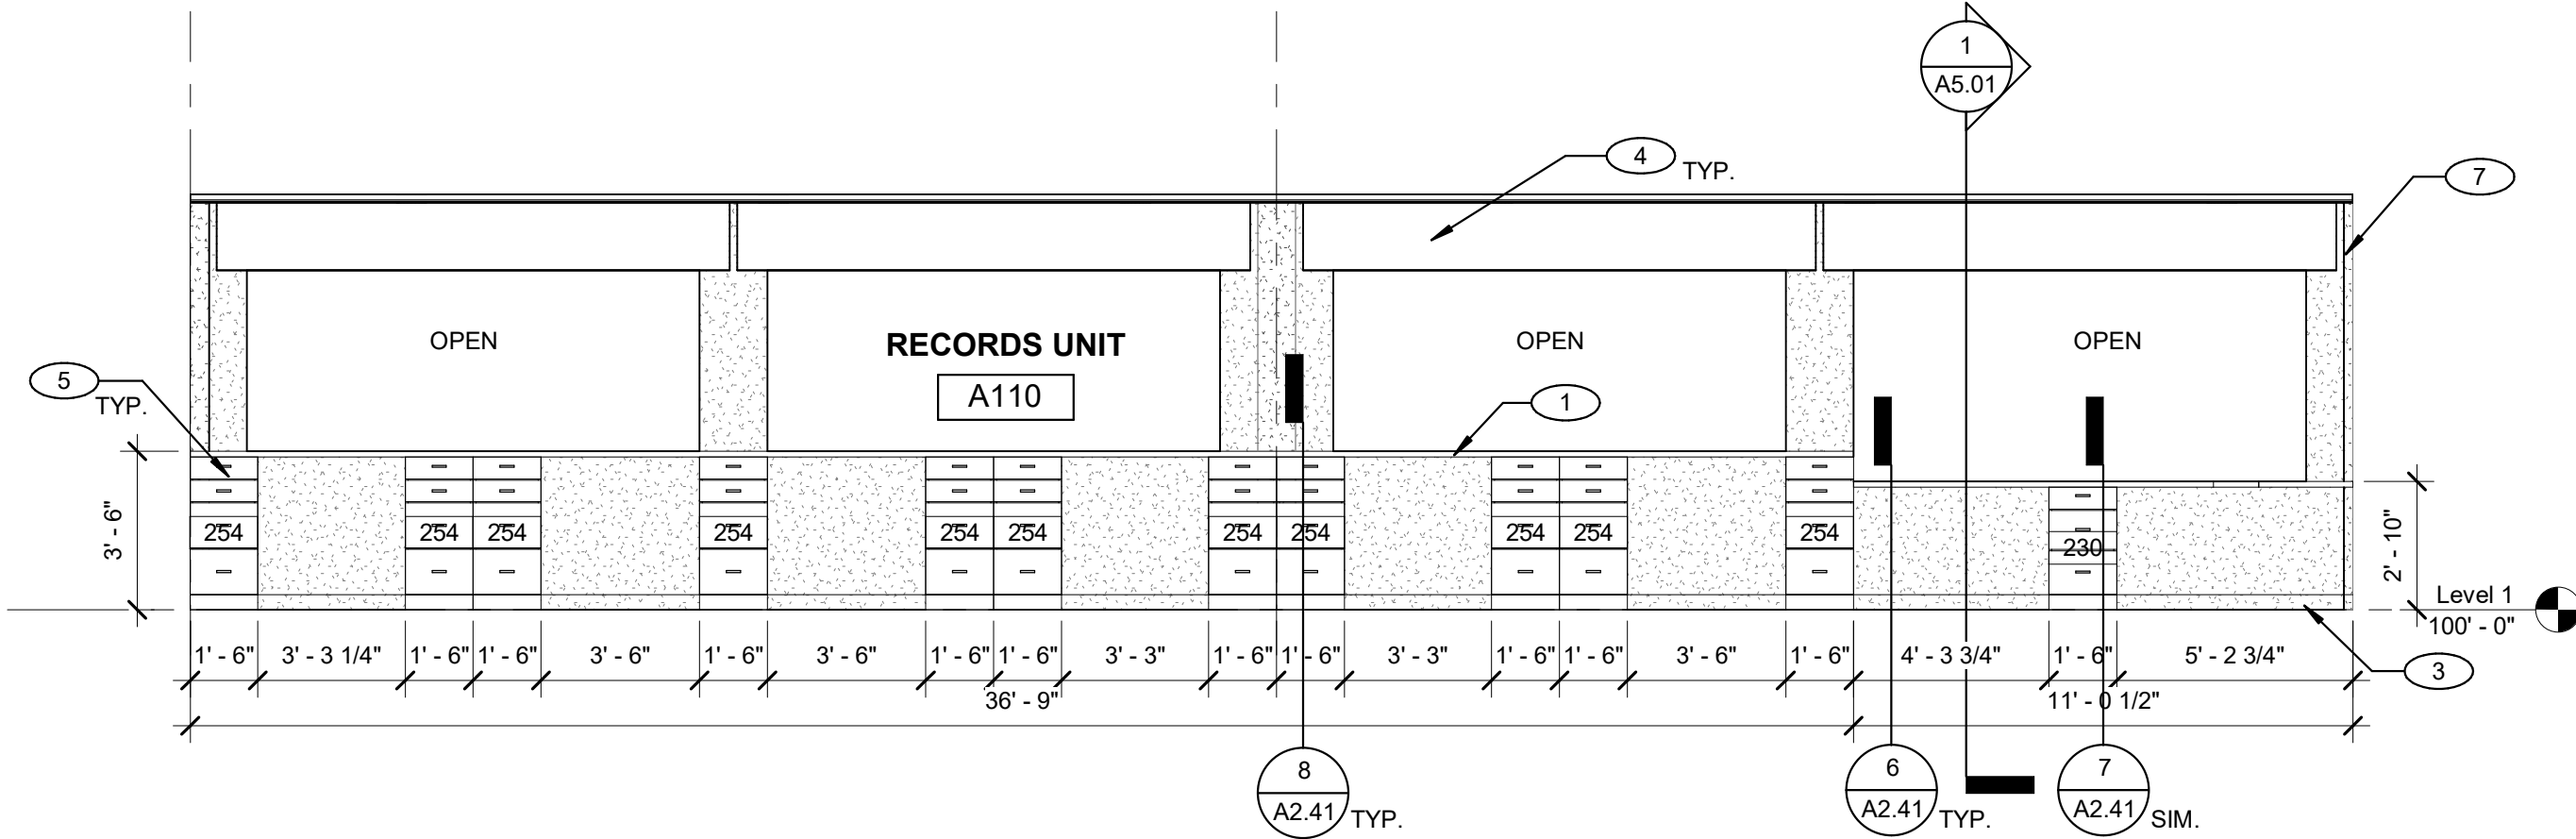 1
A5.01
4
TYP.
7
OPEN
RECORDS UNIT
A110
OPEN
OPEN
5
TYP.
1
3' - 6"
254
254
254
254
254
254
254
254
254
254
254
230
2' - 10"
Level 1
100' - 0"
1' - 6"
3' - 3 1/4"
1' - 6"
1' - 6"
3' - 6"
1' - 6"
3' - 6"
1' - 6"
1' - 6"
3' - 3"
1' - 6"
1' - 6"
3' - 3"
1' - 6"
1' - 6"
3' - 6"
1' - 6"
4' - 3 3/4"
1' - 6"
5' - 2 3/4"
3
36' - 9"
11' - 0 1/2"
8
A2.41
TYP.
6
A2.41
TYP.
7
A2.41
SIM.